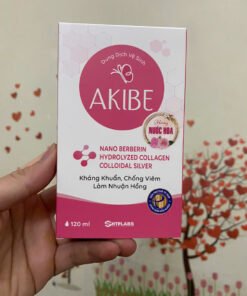 Dung Dịch Vệ Sinh
AKIBE
Hương
NƯỚC HOA
NANO BERBERIN
HYDROLYZED COLLAGEN
COLLOIDAL SILVER
Kháng Khuẩn, Chống Viêm
Làm Nhuận Hồng
120 ml
HTPLABS